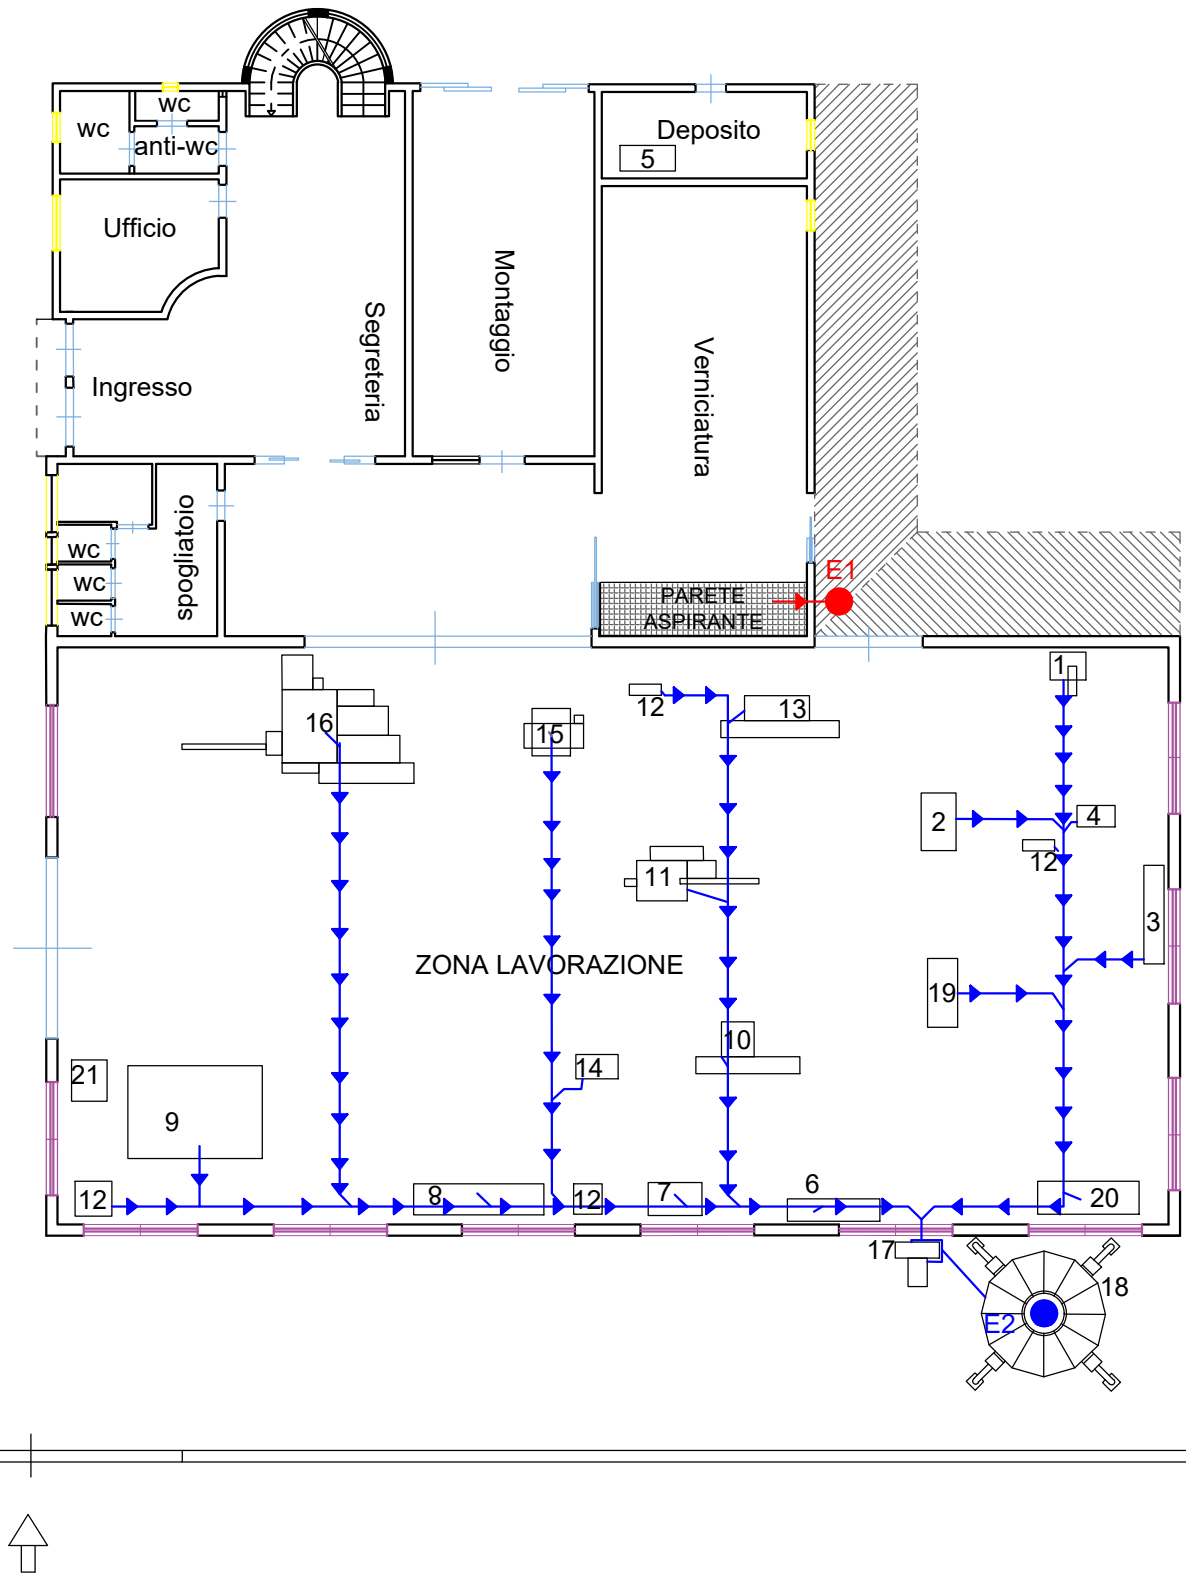 wc
wc
anti-wc
Deposito
5
Ufficio
Montaggio
Segreteria
Verniciatura
Ingresso
spogliatoio
wc
wc
wc
E1
PARETE
ASPIRANTE
1
16
15
12
13
2
4
12
11
3
ZONA LAVORAZIONE
19
10
14
21
9
12
8
12
7
6
20
17
18
E2